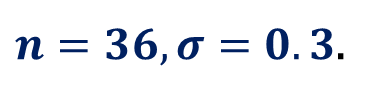 n = 36, σ = 0.3.